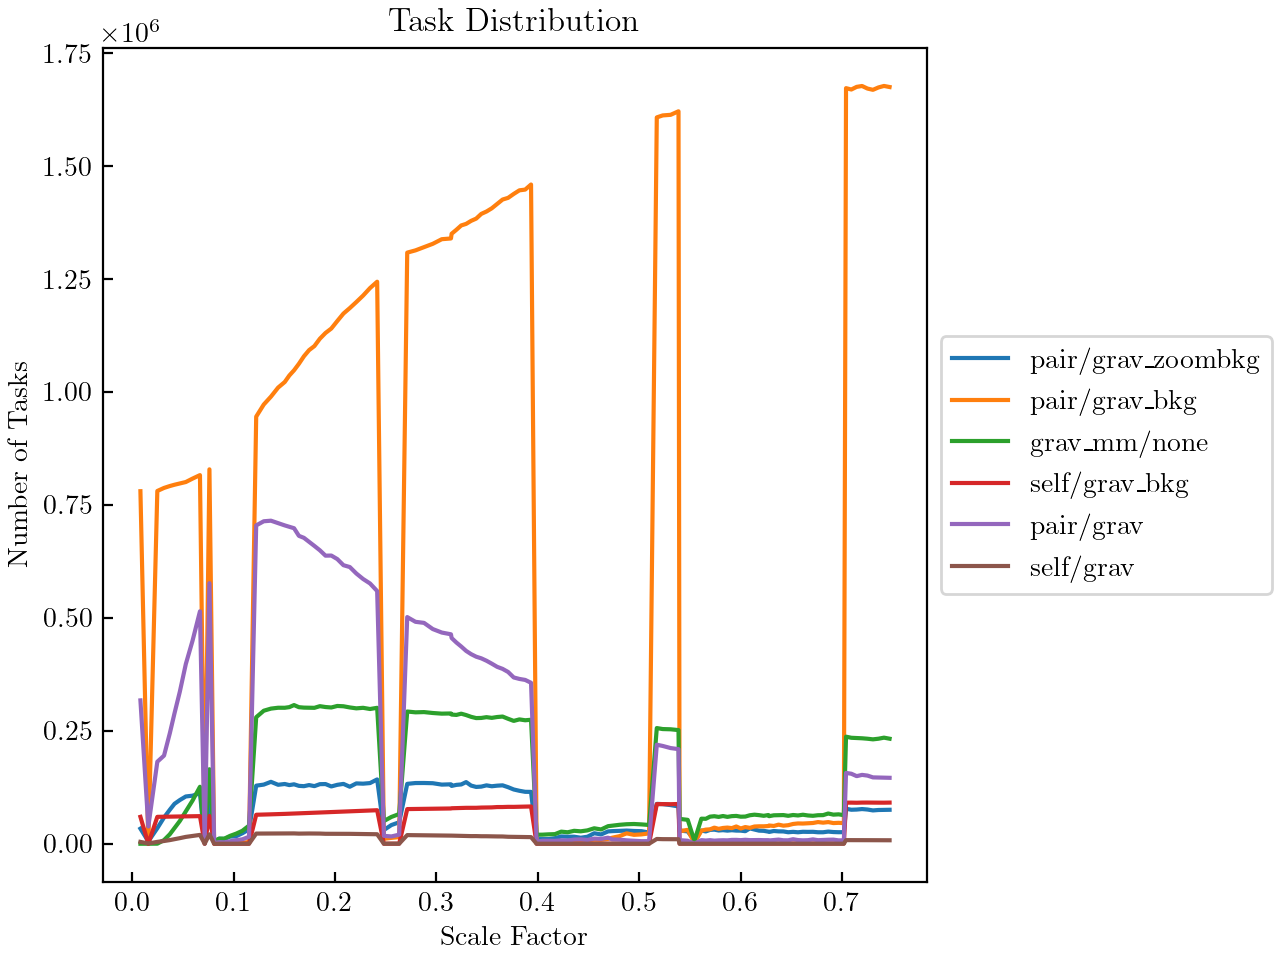 Task Distribution
×10⁶
1.75
1.50
1.25
1.00
0.75
0.50
0.25
0.00
Number of Tasks
0.0 0.1 0.2 0.3 0.4 0.5 0.6 0.7
Scale Factor
pair/grav_zoombkg
pair/grav_bkg
grav_mm/none
self/grav_bkg
pair/grav
self/grav